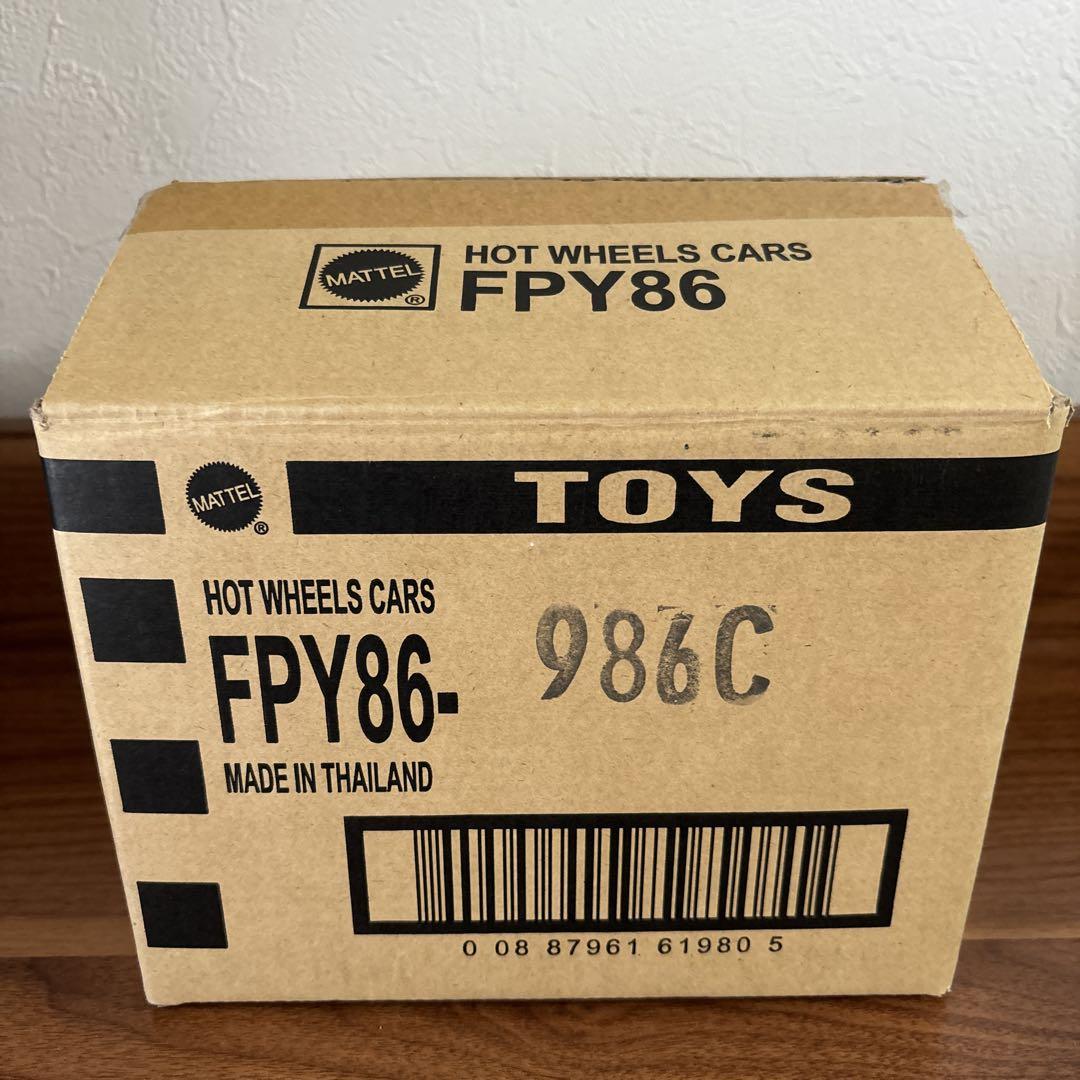 MATTEL
®
HOT WHEELS CARS
FPY86
MATTEL
®
TOYS
HOT WHEELS CARS
FPY86-
986C
MADE IN THAILAND
0 08 87961 61980 5